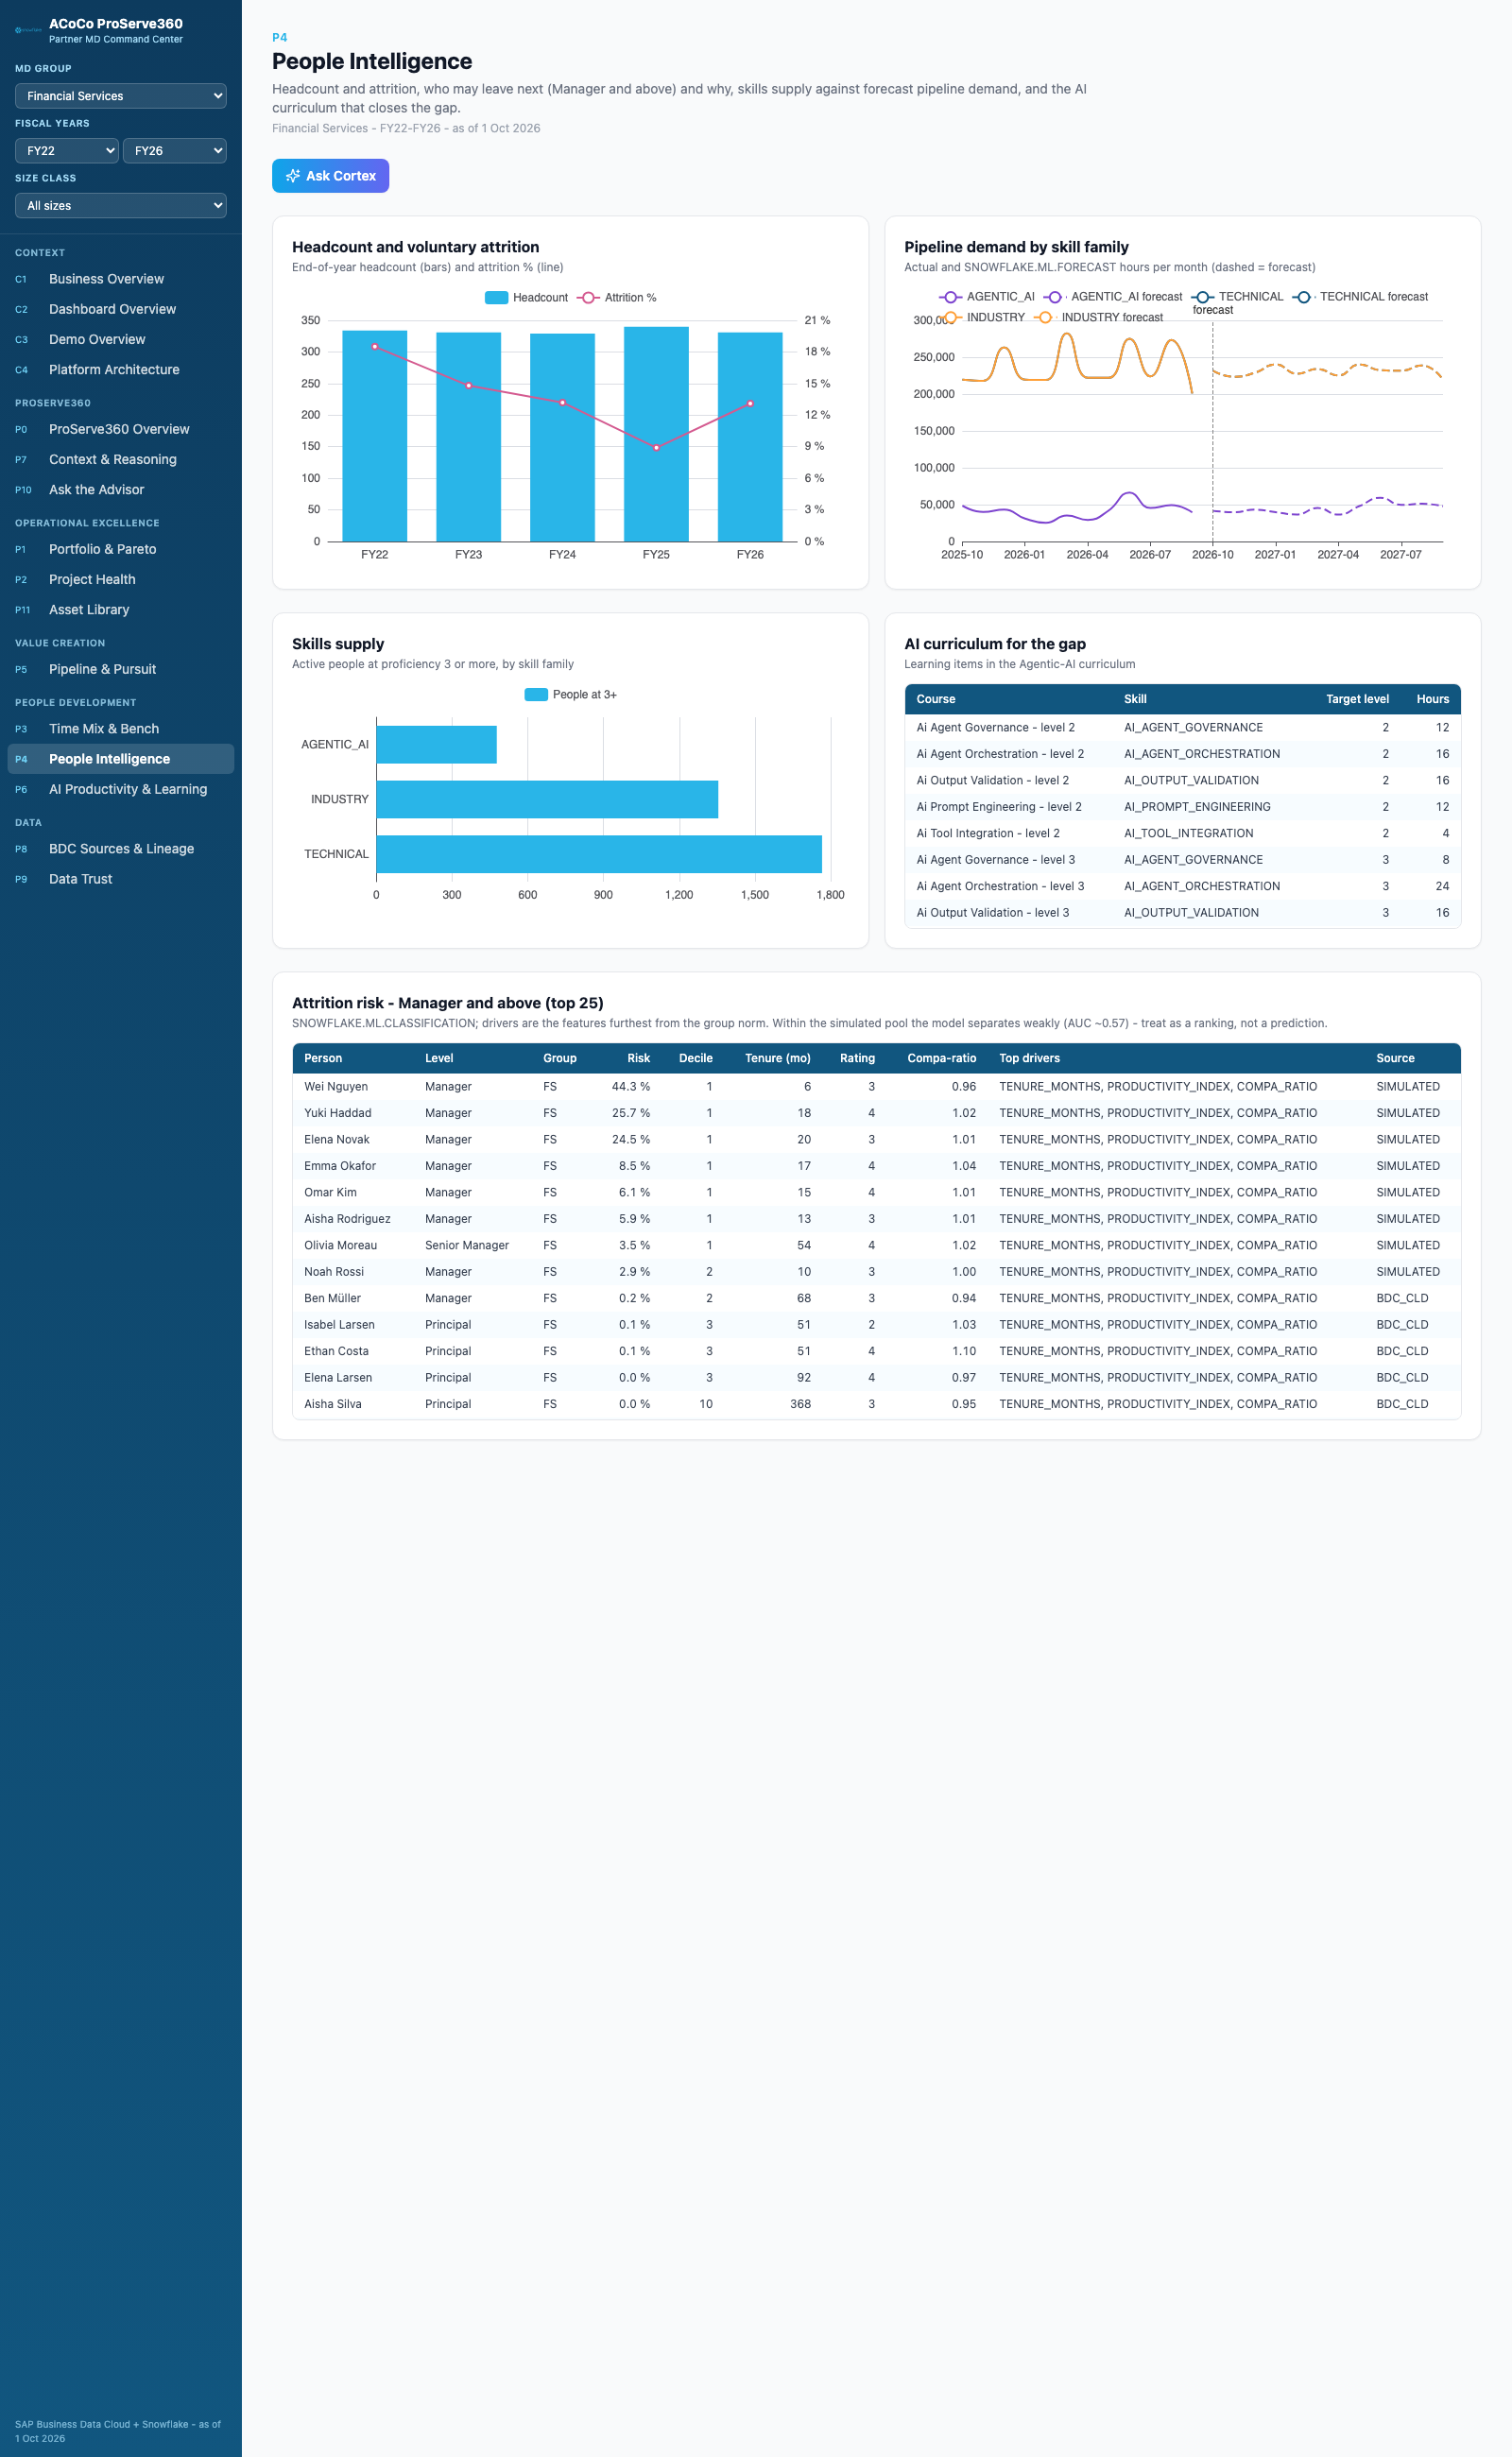 ACoCo ProServe360
Partner MD Command Center
MD GROUP
Financial Services
FISCAL YEARS
FY22 FY26
SIZE CLASS
All sizes
CONTEXT
C1 Business Overview
C2 Dashboard Overview
C3 Demo Overview
C4 Platform Architecture
PROSERVE360
P0 ProServe360 Overview
P7 Context & Reasoning
P10 Ask the Advisor
OPERATIONAL EXCELLENCE
P1 Portfolio & Pareto
P2 Project Health
P11 Asset Library
VALUE CREATION
P5 Pipeline & Pursuit
PEOPLE DEVELOPMENT
P3 Time Mix & Bench
P4 People Intelligence
P6 AI Productivity & Learning
DATA
P8 BDC Sources & Lineage
P9 Data Trust
SAP Business Data Cloud + Snowflake - as of
1 Oct 2026
P4
People Intelligence
Headcount and attrition, who may leave next (Manager and above) and why, skills supply against forecast pipeline demand, and the AI
curriculum that closes the gap.
Financial Services - FY22-FY26 - as of 1 Oct 2026
Ask Cortex
Headcount and voluntary attrition
End-of-year headcount (bars) and attrition % (line)
Headcount Attrition %
350 21 %
300 18 %
250 15 %
200 12 %
150 9 %
100 6 %
50 3 %
0 0 %
FY22 FY23 FY24 FY25 FY26
Pipeline demand by skill family
Actual and SNOWFLAKE.ML.FORECAST hours per month (dashed = forecast)
AGENTIC_AI AGENTIC_AI forecast TECHNICAL TECHNICAL forecast
forecast
INDUSTRY INDUSTRY forecast
300,000
250,000
200,000
150,000
100,000
50,000
0
2025-10 2026-01 2026-04 2026-07 2026-10 2027-01 2027-04 2027-07
Skills supply
Active people at proficiency 3 or more, by skill family
People at 3+
AGENTIC_AI
INDUSTRY
TECHNICAL
0 300 600 900 1,200 1,500 1,800
AI curriculum for the gap
Learning items in the Agentic-AI curriculum
Course Skill Target level Hours
Ai Agent Governance - level 2 AI_AGENT_GOVERNANCE 2 12
Ai Agent Orchestration - level 2 AI_AGENT_ORCHESTRATION 2 16
Ai Output Validation - level 2 AI_OUTPUT_VALIDATION 2 16
Ai Prompt Engineering - level 2 AI_PROMPT_ENGINEERING 2 12
Ai Tool Integration - level 2 AI_TOOL_INTEGRATION 2 4
Ai Agent Governance - level 3 AI_AGENT_GOVERNANCE 3 8
Ai Agent Orchestration - level 3 AI_AGENT_ORCHESTRATION 3 24
Ai Output Validation - level 3 AI_OUTPUT_VALIDATION 3 16
Attrition risk - Manager and above (top 25)
SNOWFLAKE.ML.CLASSIFICATION; drivers are the features furthest from the group norm. Within the simulated pool the model separates weakly (AUC ~0.57) - treat as a ranking, not a prediction.
Person Level Group Risk Decile Tenure (mo) Rating Compa-ratio Top drivers Source
Wei Nguyen Manager FS 44.3 % 1 6 3 0.96 TENURE_MONTHS, PRODUCTIVITY_INDEX, COMPA_RATIO SIMULATED
Yuki Haddad Manager FS 25.7 % 1 18 4 1.02 TENURE_MONTHS, PRODUCTIVITY_INDEX, COMPA_RATIO SIMULATED
Elena Novak Manager FS 24.5 % 1 20 3 1.01 TENURE_MONTHS, PRODUCTIVITY_INDEX, COMPA_RATIO SIMULATED
Emma Okafor Manager FS 8.5 % 1 17 4 1.04 TENURE_MONTHS, PRODUCTIVITY_INDEX, COMPA_RATIO SIMULATED
Omar Kim Manager FS 6.1 % 1 15 4 1.01 TENURE_MONTHS, PRODUCTIVITY_INDEX, COMPA_RATIO SIMULATED
Aisha Rodriguez Manager FS 5.9 % 1 13 3 1.01 TENURE_MONTHS, PRODUCTIVITY_INDEX, COMPA_RATIO SIMULATED
Olivia Moreau Senior Manager FS 3.5 % 1 54 4 1.02 TENURE_MONTHS, PRODUCTIVITY_INDEX, COMPA_RATIO SIMULATED
Noah Rossi Manager FS 2.9 % 2 10 3 1.00 TENURE_MONTHS, PRODUCTIVITY_INDEX, COMPA_RATIO SIMULATED
Ben Müller Manager FS 0.2 % 2 68 3 0.94 TENURE_MONTHS, PRODUCTIVITY_INDEX, COMPA_RATIO BDC_CLD
Isabel Larsen Principal FS 0.1 % 3 51 2 1.03 TENURE_MONTHS, PRODUCTIVITY_INDEX, COMPA_RATIO BDC_CLD
Ethan Costa Principal FS 0.1 % 3 51 4 1.10 TENURE_MONTHS, PRODUCTIVITY_INDEX, COMPA_RATIO BDC_CLD
Elena Larsen Principal FS 0.0 % 3 92 4 0.97 TENURE_MONTHS, PRODUCTIVITY_INDEX, COMPA_RATIO BDC_CLD
Aisha Silva Principal FS 0.0 % 10 368 3 0.95 TENURE_MONTHS, PRODUCTIVITY_INDEX, COMPA_RATIO BDC_CLD